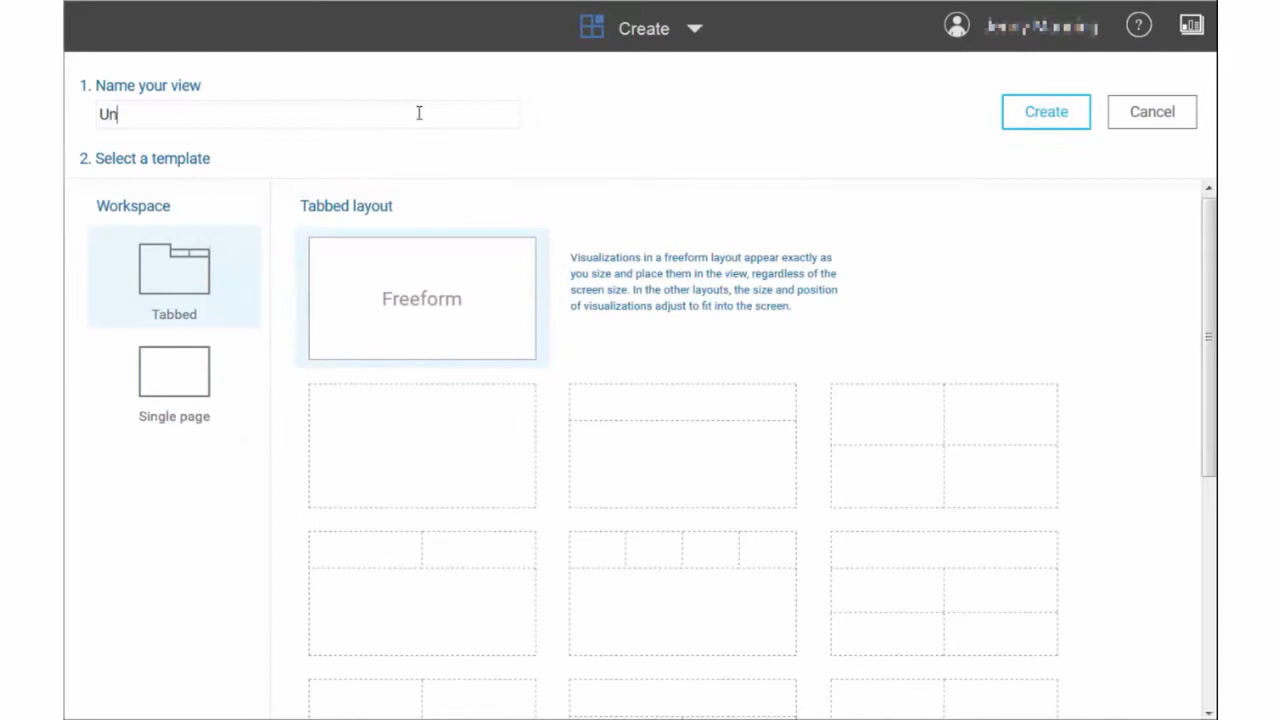 Create
?
1. Name your view
Un
Create
Cancel
2. Select a template
Workspace
Tabbed layout
Tabbed
Single page
Freeform
Visualizations in a freeform layout appear exactly as
you size and place them in the view, regardless of the
screen size. In the other layouts, the size and position
of visualizations adjust to fit into the screen.